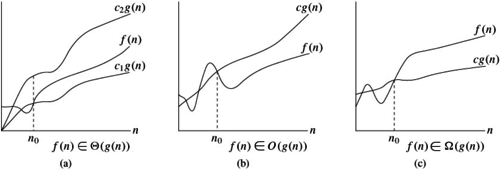 c₂g(n)
f(n)
c₁g(n)
n
n₀
f(n) ∈ Θ(g(n))
(a)
cg(n)
f(n)
n
n₀
f(n) ∈ O(g(n))
(b)
f(n)
cg(n)
n
n₀
f(n) ∈ Ω(g(n))
(c)